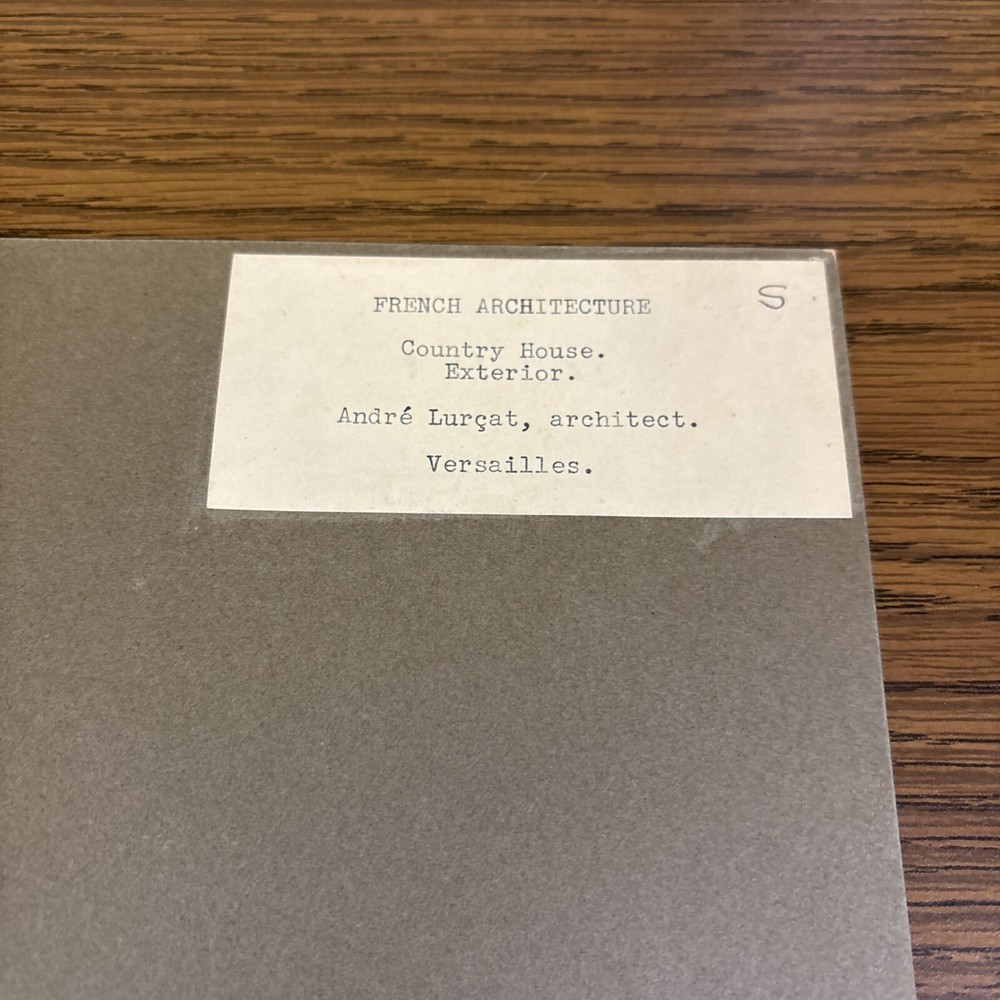 S
FRENCH ARCHITECTURE
Country House.
Exterior.
André Lurçat, architect.
Versailles.